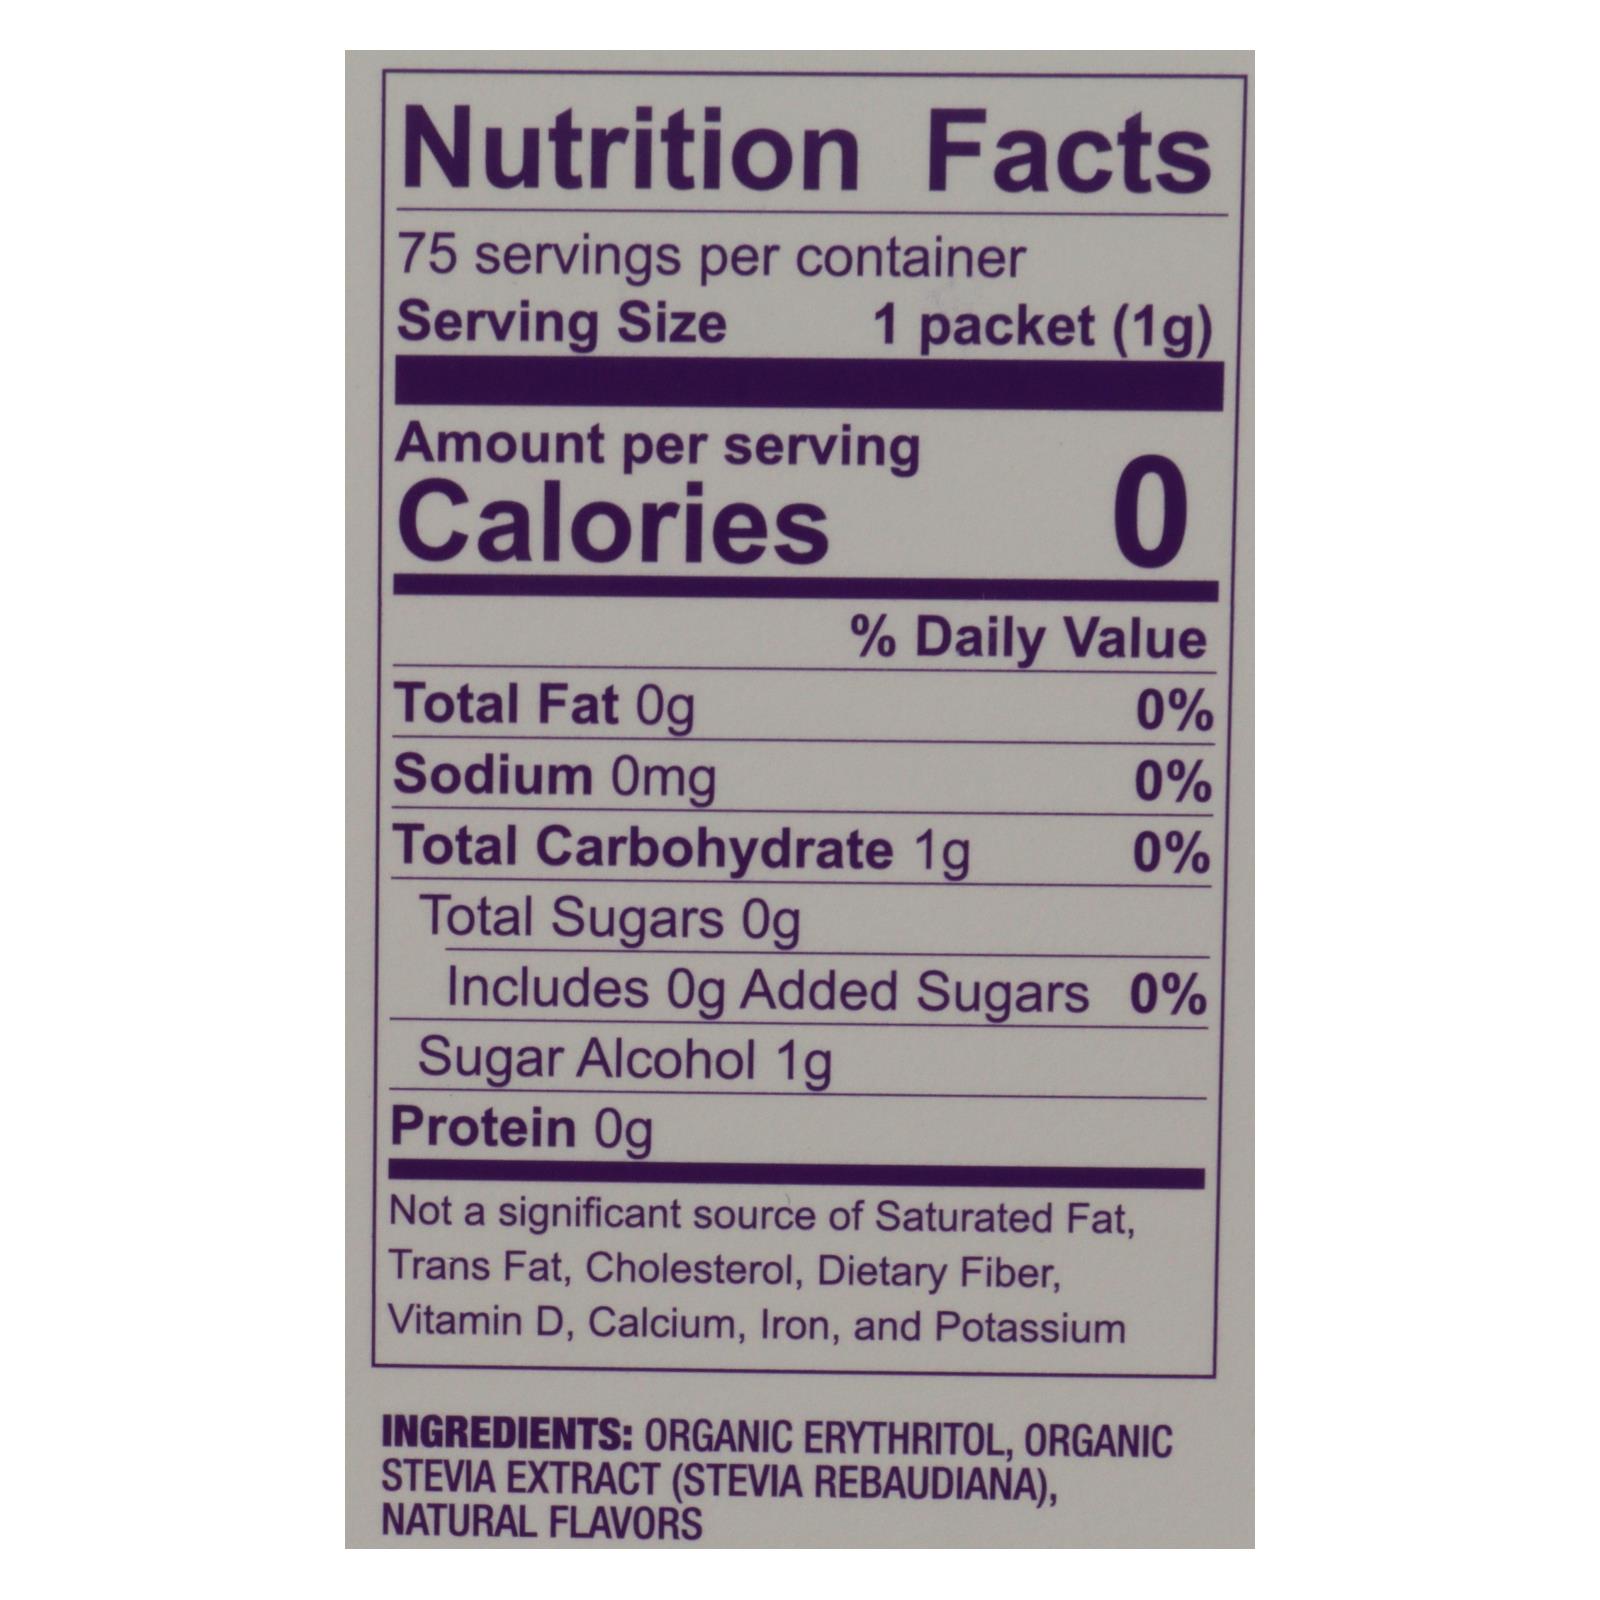 Nutrition Facts
75 servings per container
Serving Size 1 packet (1g)
Amount per serving
Calories 0
% Daily Value
Total Fat 0g 0%
Sodium 0mg 0%
Total Carbohydrate 1g 0%
Total Sugars 0g
Includes 0g Added Sugars 0%
Sugar Alcohol 1g
Protein 0g
Not a significant source of Saturated Fat,
Trans Fat, Cholesterol, Dietary Fiber,
Vitamin D, Calcium, Iron, and Potassium
INGREDIENTS: ORGANIC ERYTHRITOL, ORGANIC
STEVIA EXTRACT (STEVIA REBAUDIANA),
NATURAL FLAVORS